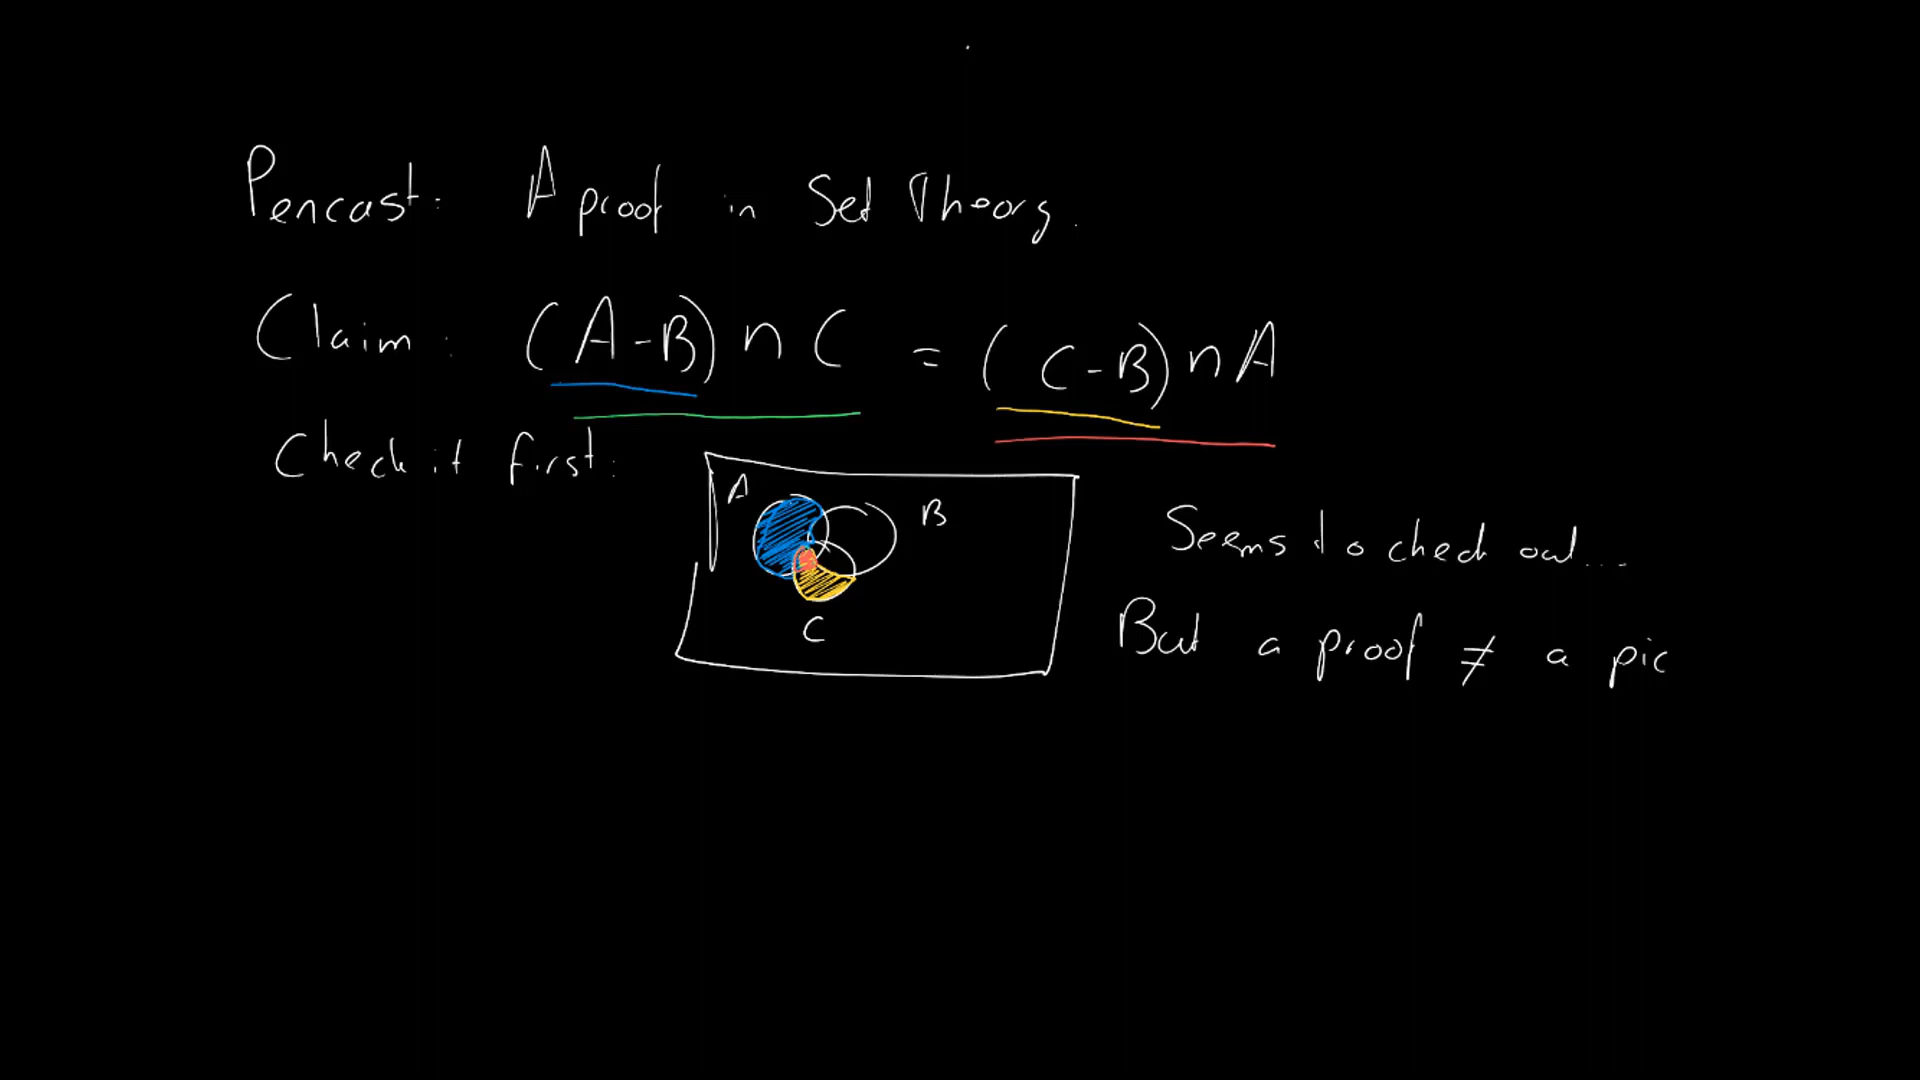 Pencast: A proof in Set Theory.
Claim: (A-B) ∩ C = (C-B) ∩ A
Check it first:
A
B
C
Seems to check out...
But a proof ≠ a pic